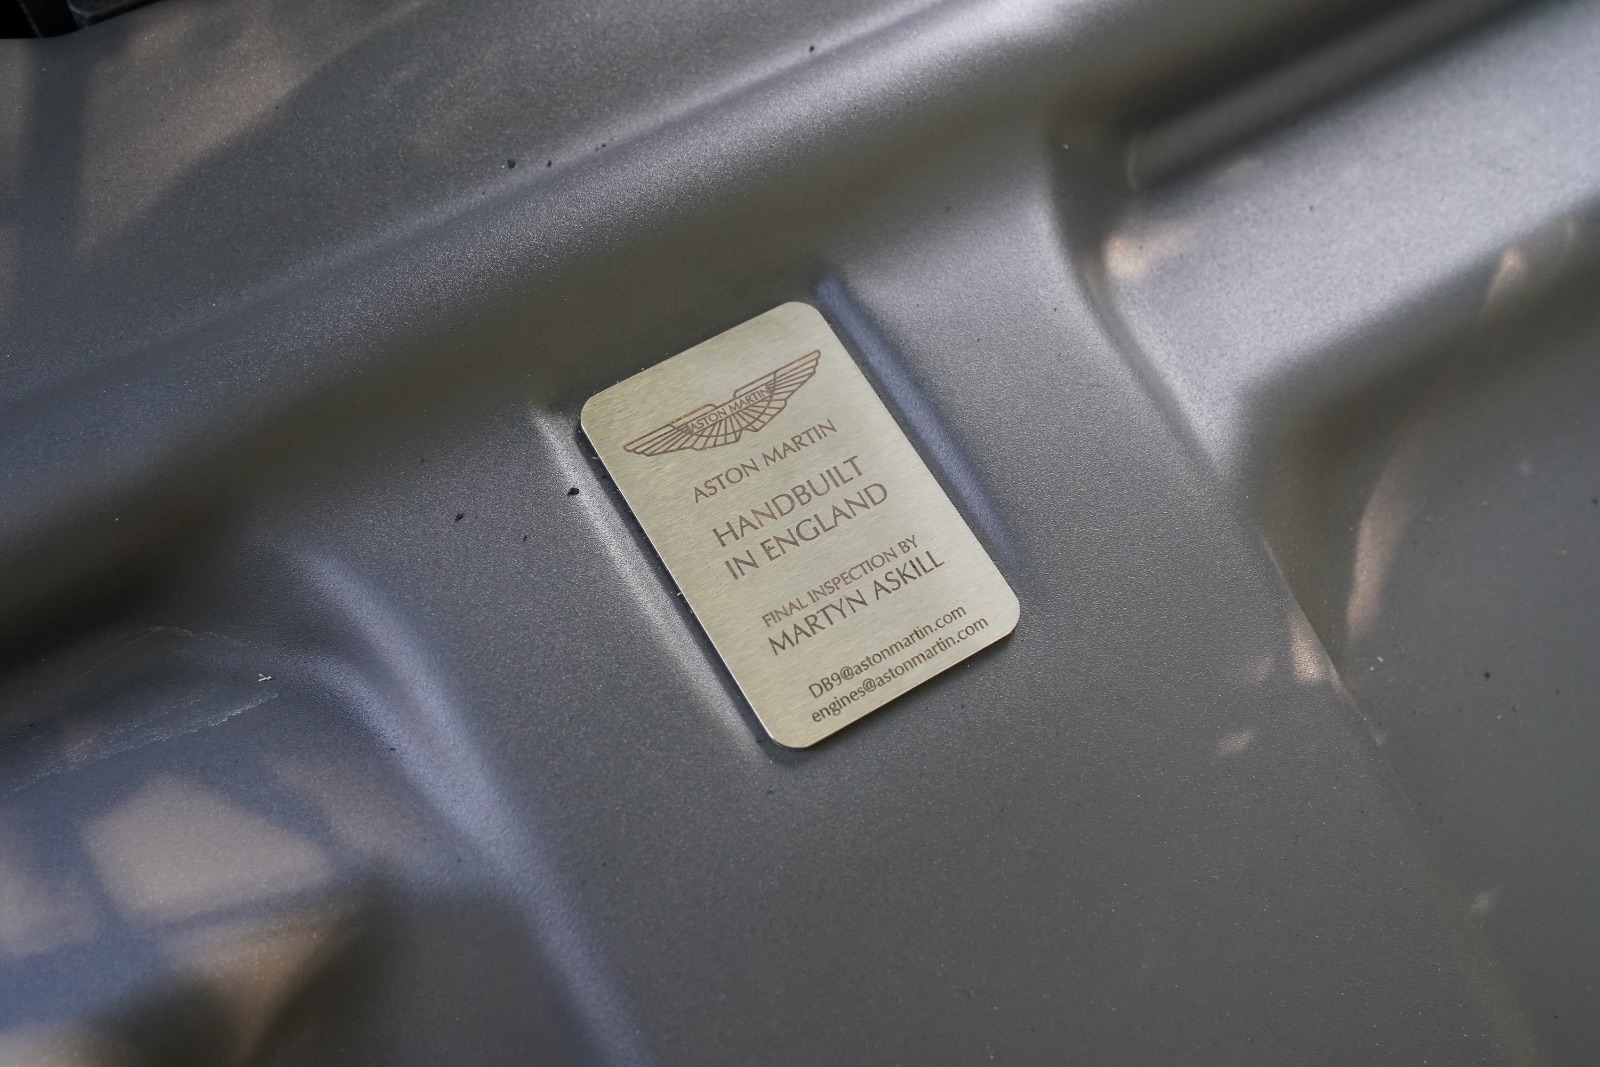 ASTON MARTIN
ASTON MARTIN
HANDBUILT
IN ENGLAND
FINAL INSPECTION BY
MARTYN ASKILL
DB9@astonmartin.com
engines@astonmartin.com